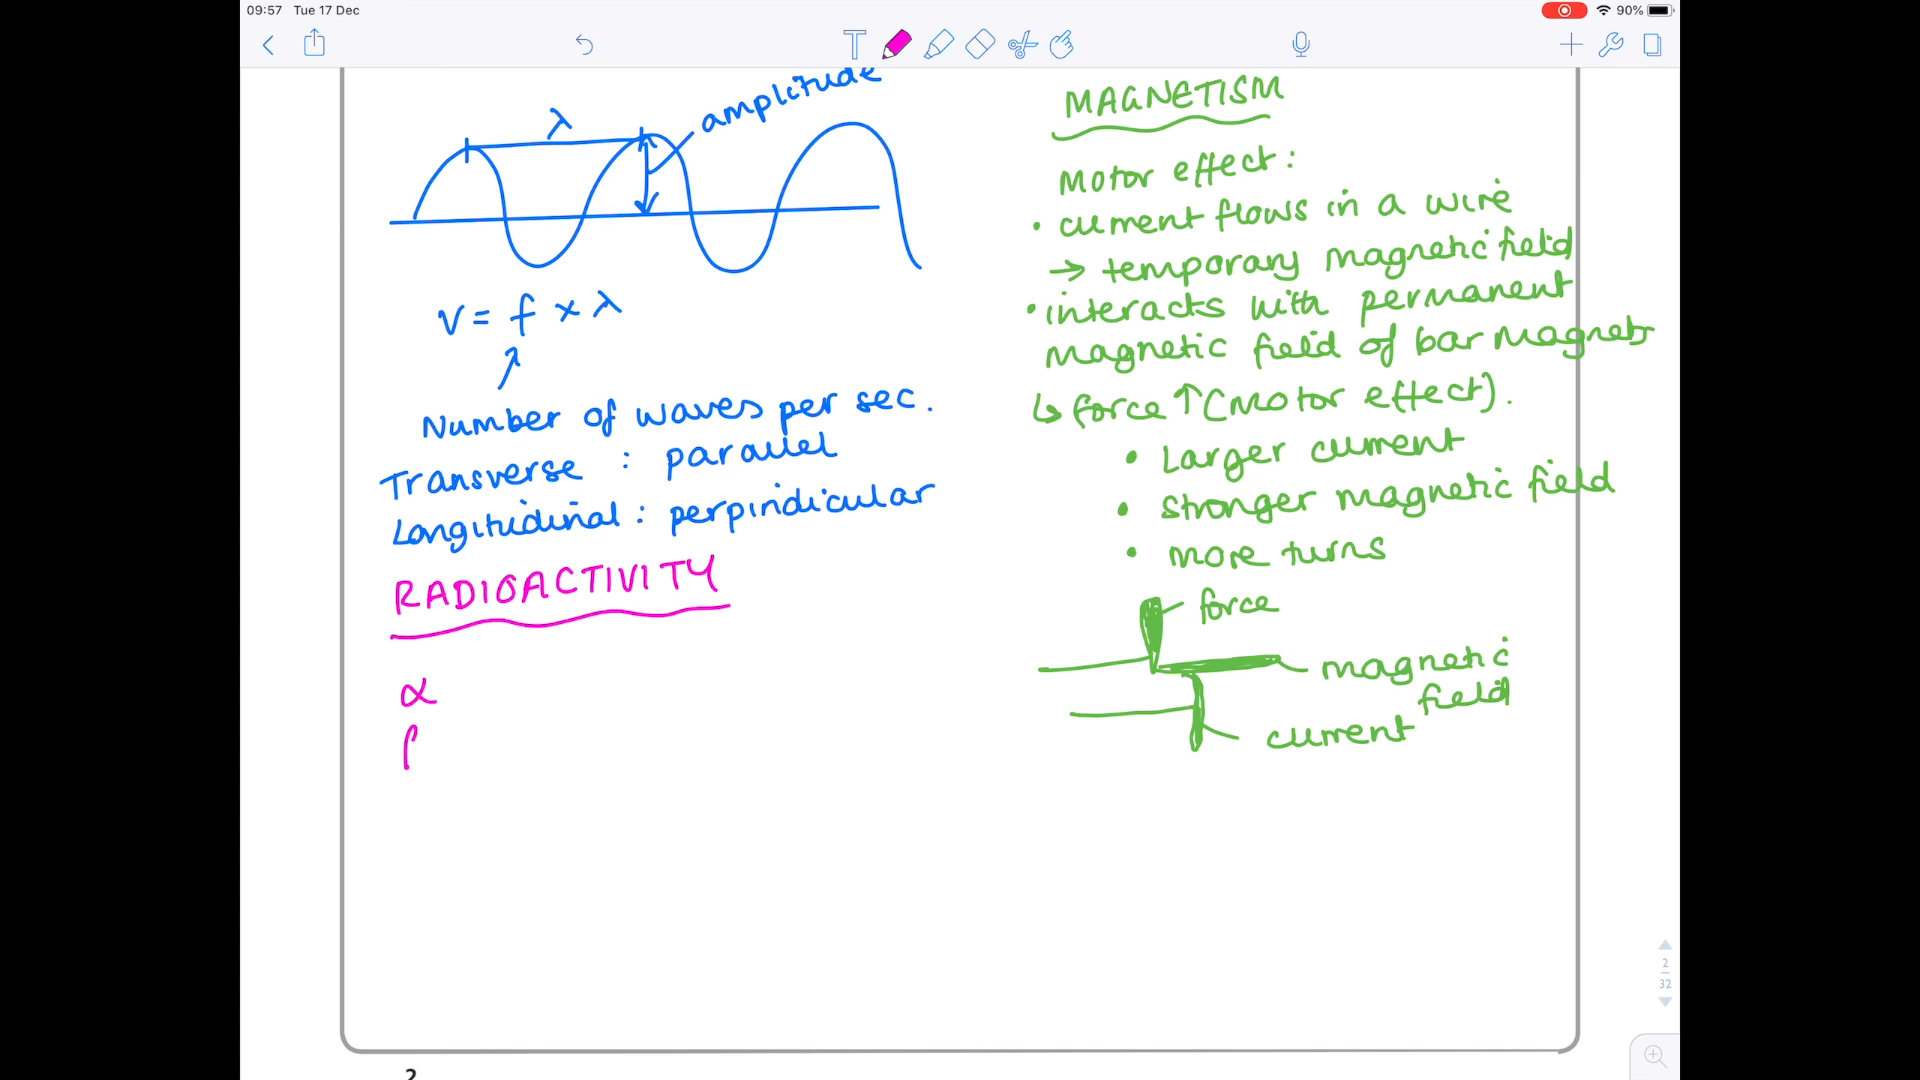 09:57 Tue 17 Dec
90%
T
amplitude
λ
V = f × λ
Number of waves per sec.
Transverse : parallel
Longitudinal : perpindicular
RADIOACTIVITY
α
MAGNETISM
Motor effect :
• current flows in a wire
→ temporary magnetic field
• interacts with permanent
magnetic field of bar magnets
↳ force ↑ (motor effect).
• Larger current
• Stronger magnetic field
• more turns
force
magnetic
field
current
2
32
2